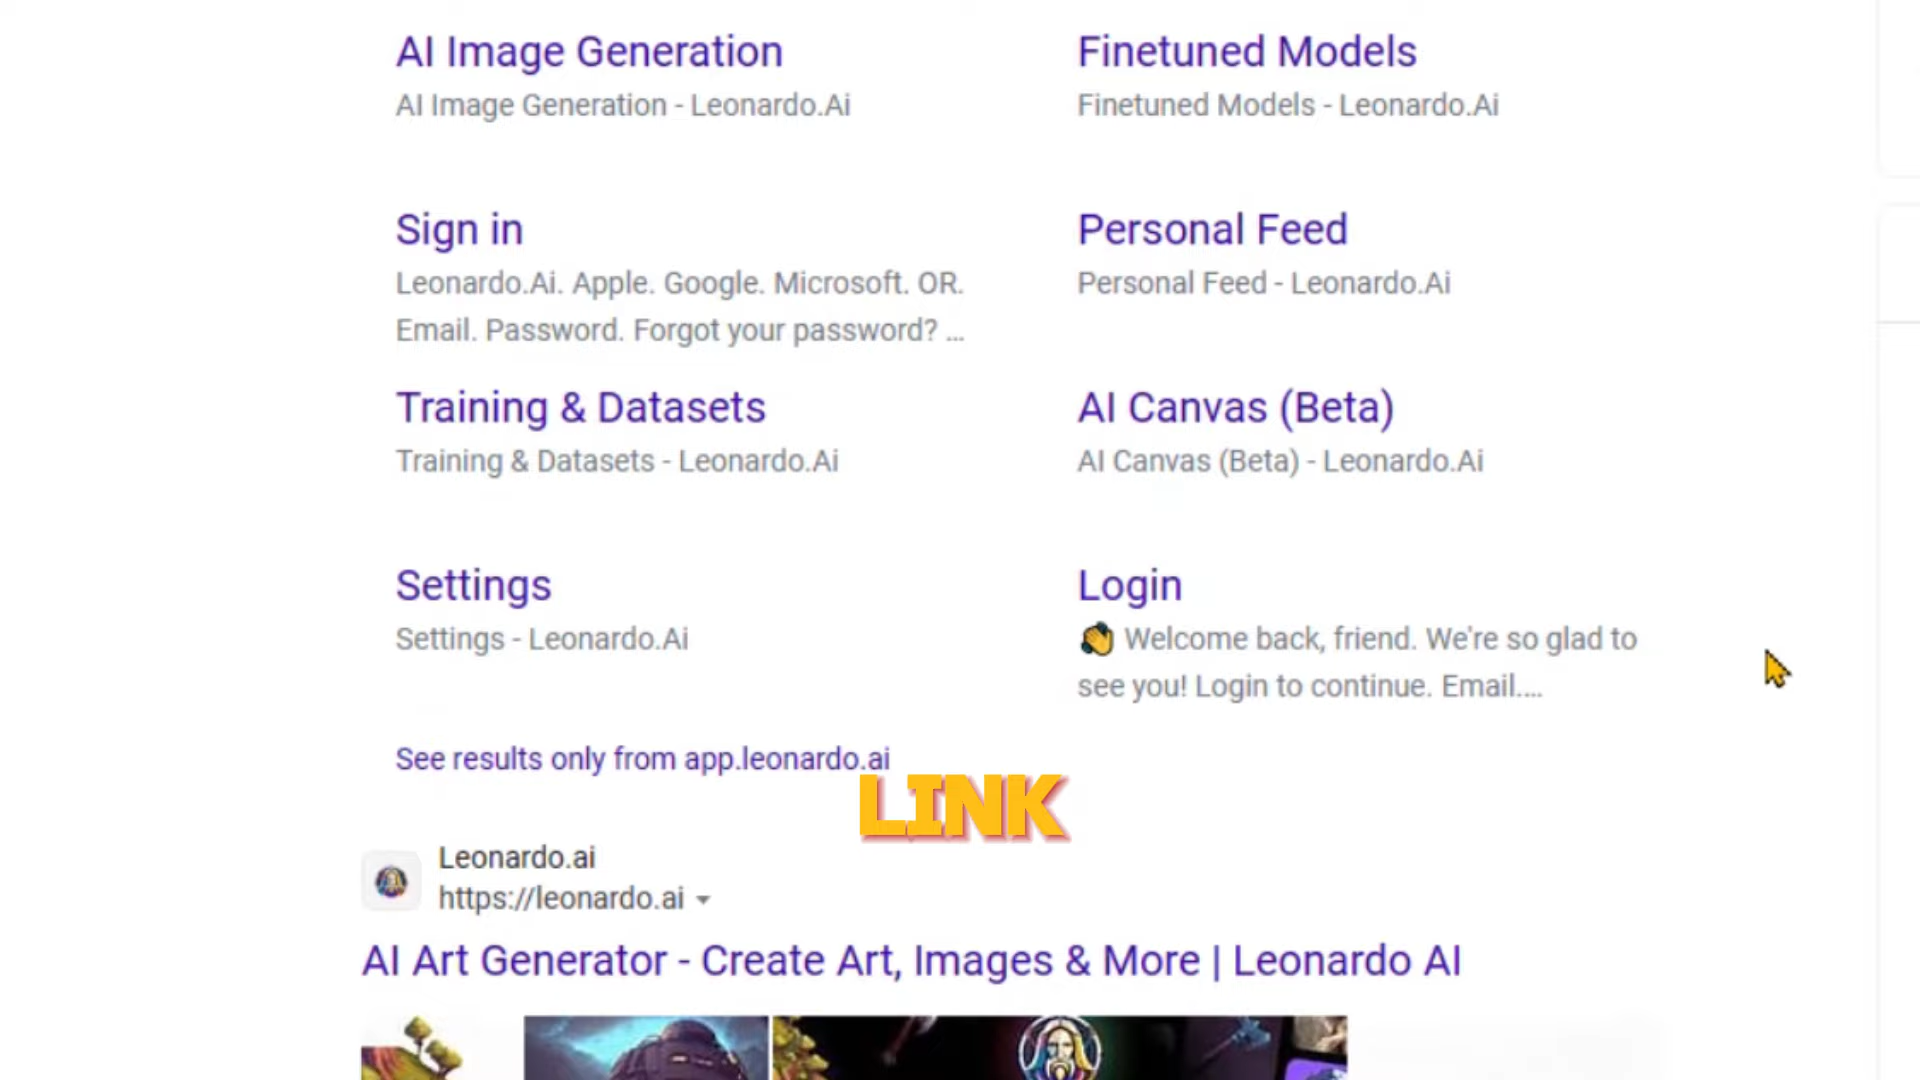 AI Image Generation
AI Image Generation - Leonardo.Ai
Finetuned Models
Finetuned Models - Leonardo.Ai
Sign in
Leonardo.Ai. Apple. Google. Microsoft. OR.
Email. Password. Forgot your password? ...
Personal Feed
Personal Feed - Leonardo.Ai
Training & Datasets
Training & Datasets - Leonardo.Ai
AI Canvas (Beta)
AI Canvas (Beta) - Leonardo.Ai
Settings
Settings - Leonardo.Ai
Login
👏 Welcome back, friend. We're so glad to
see you! Login to continue. Email....
See results only from app.leonardo.ai
LINK
Leonardo.ai
https://leonardo.ai
AI Art Generator - Create Art, Images & More | Leonardo AI